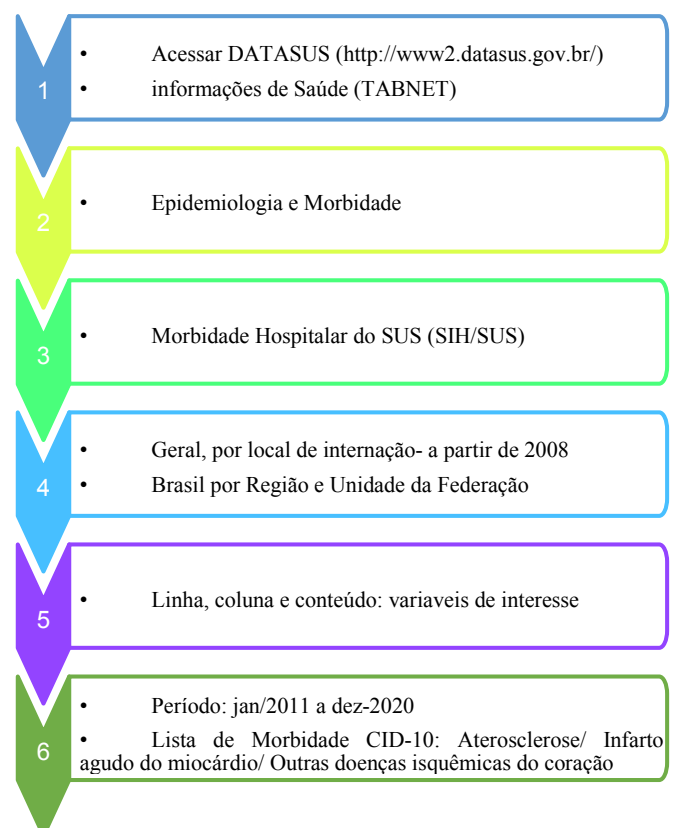 1
• Acessar DATASUS (http://www2.datasus.gov.br/)
• informações de Saúde (TABNET)
2
• Epidemiologia e Morbidade
3
• Morbidade Hospitalar do SUS (SIH/SUS)
4
• Geral, por local de internação- a partir de 2008
• Brasil por Região e Unidade da Federação
5
• Linha, coluna e conteúdo: variaveis de interesse
6
• Período: jan/2011 a dez-2020
• Lista de Morbidade CID-10: Aterosclerose/ Infarto
agudo do miocárdio/ Outras doenças isquêmicas do coração